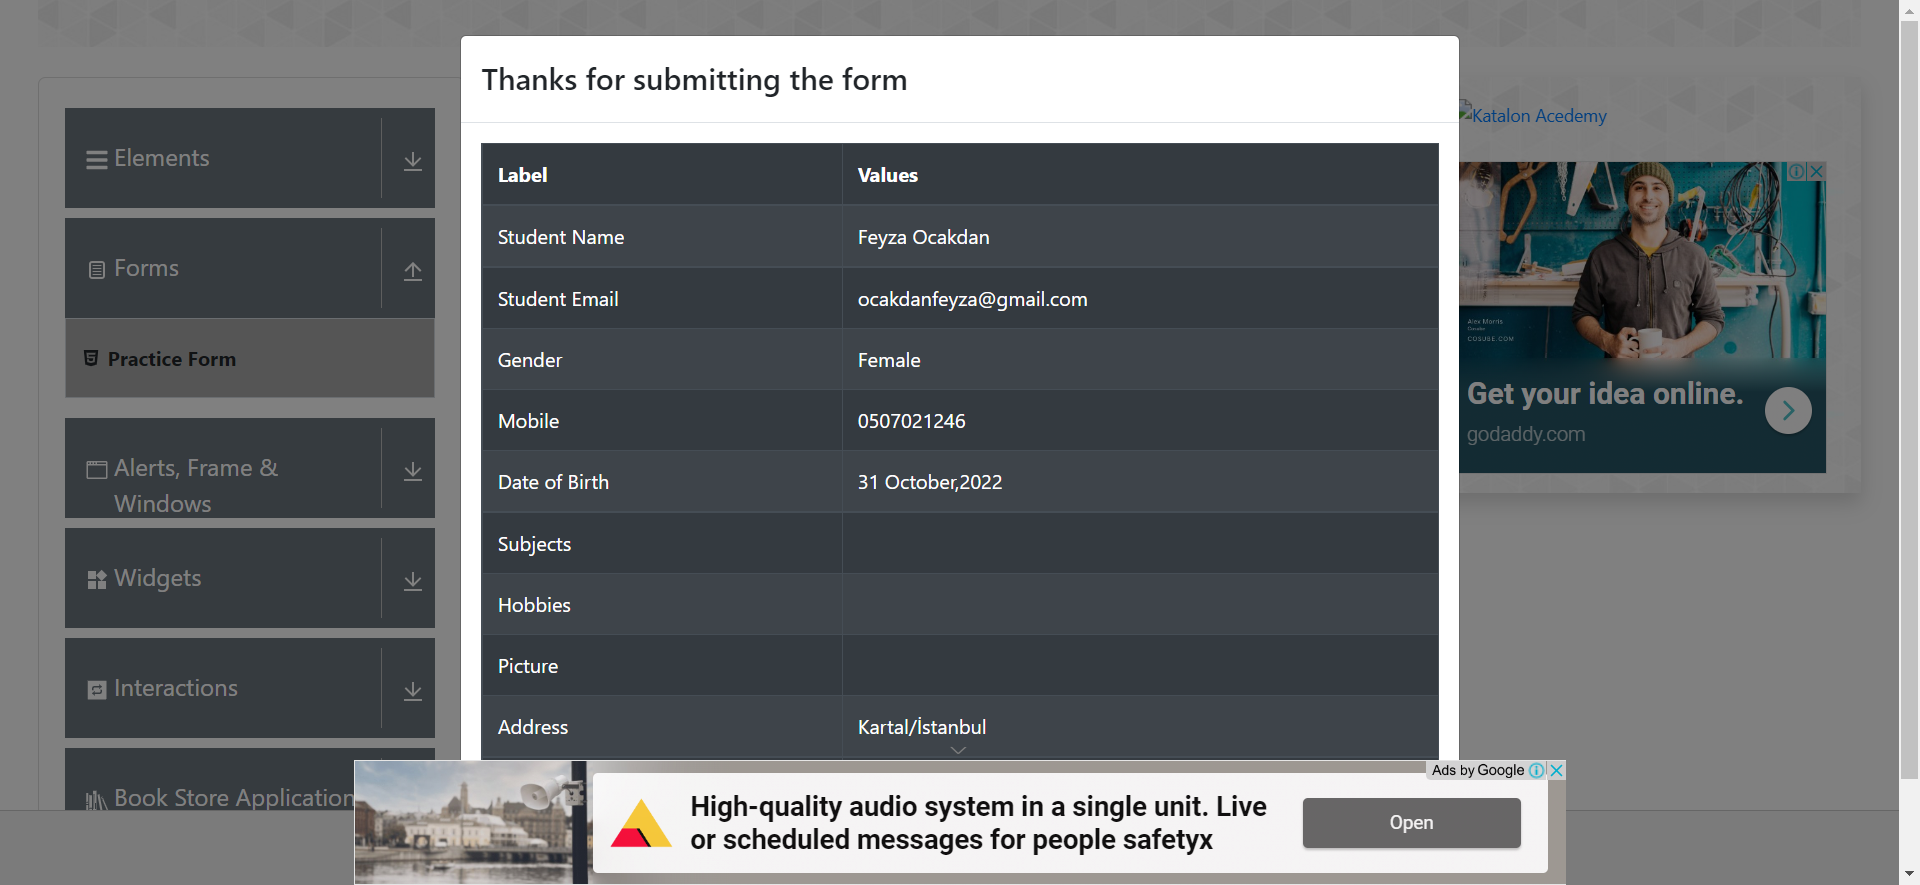 Thanks for submitting the form
Label Values
Student Name Feyza Ocakdan
Student Email ocakdanfeyza@gmail.com
Gender Female
Mobile 0507021246
Date of Birth 31 October,2022
Subjects
Hobbies
Picture
Address Kartal/İstanbul
Elements
Forms
Practice Form
Alerts, Frame &
Windows
Widgets
Interactions
Book Store Application
Katalon Acedemy
Alex Morris
COSUSE.COM
Get your idea online.
godaddy.com
Ads by Google
High-quality audio system in a single unit. Live
or scheduled messages for people safetyx
Open